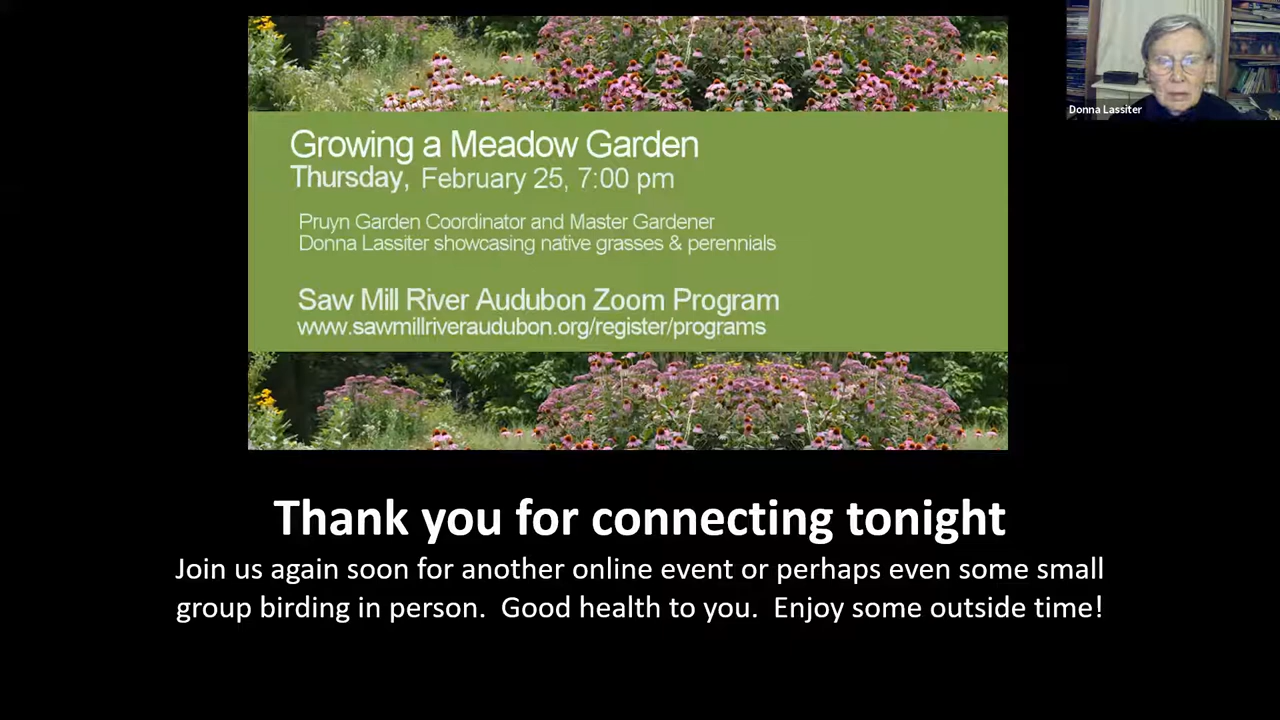 Growing a Meadow Garden
Thursday, February 25, 7:00 pm
Pruyn Garden Coordinator and Master Gardener
Donna Lassiter showcasing native grasses & perennials
Saw Mill River Audubon Zoom Program
www.sawmillriveraudubon.org/register/programs
Donna Lassiter
Thank you for connecting tonight
Join us again soon for another online event or perhaps even some small
group birding in person.  Good health to you.  Enjoy some outside time!